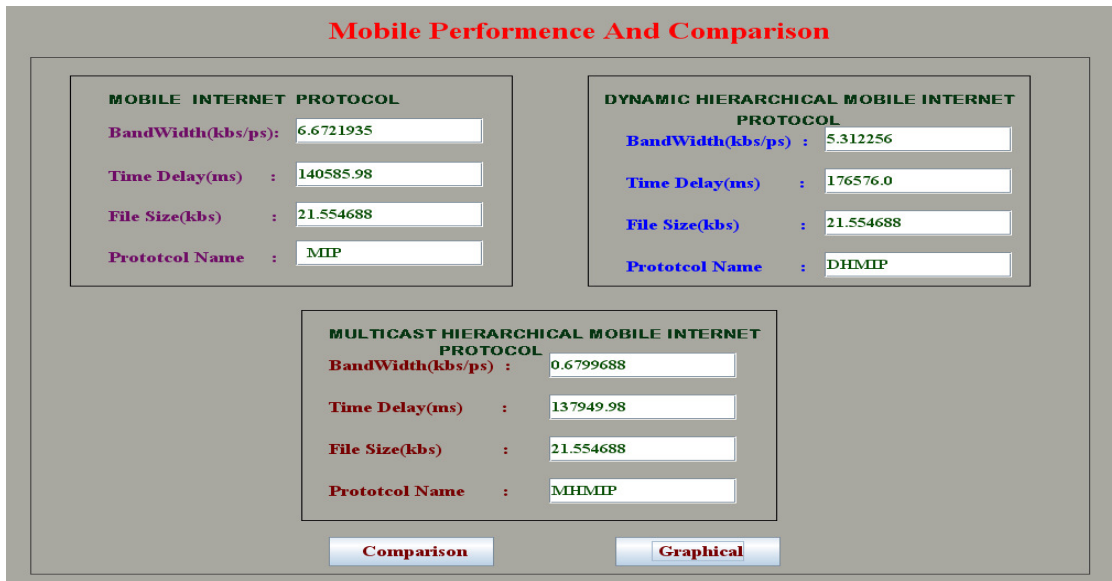 Mobile Performence And Comparison
MOBILE INTERNET PROTOCOL
BandWidth(kbs/ps): 6.6721935
Time Delay(ms) : 140585.98
File Size(kbs) : 21.554688
Prototcol Name : MIP
DYNAMIC HIERARCHICAL MOBILE INTERNET
PROTOCOL
BandWidth(kbs/ps) : 5.312256
Time Delay(ms) : 176576.0
File Size(kbs) : 21.554688
Prototcol Name : DHMIP
MULTICAST HIERARCHICAL MOBILE INTERNET
PROTOCOL
BandWidth(kbs/ps) : 0.6799688
Time Delay(ms) : 137949.98
File Size(kbs) : 21.554688
Prototcol Name : MHMIP
Comparison Graphical